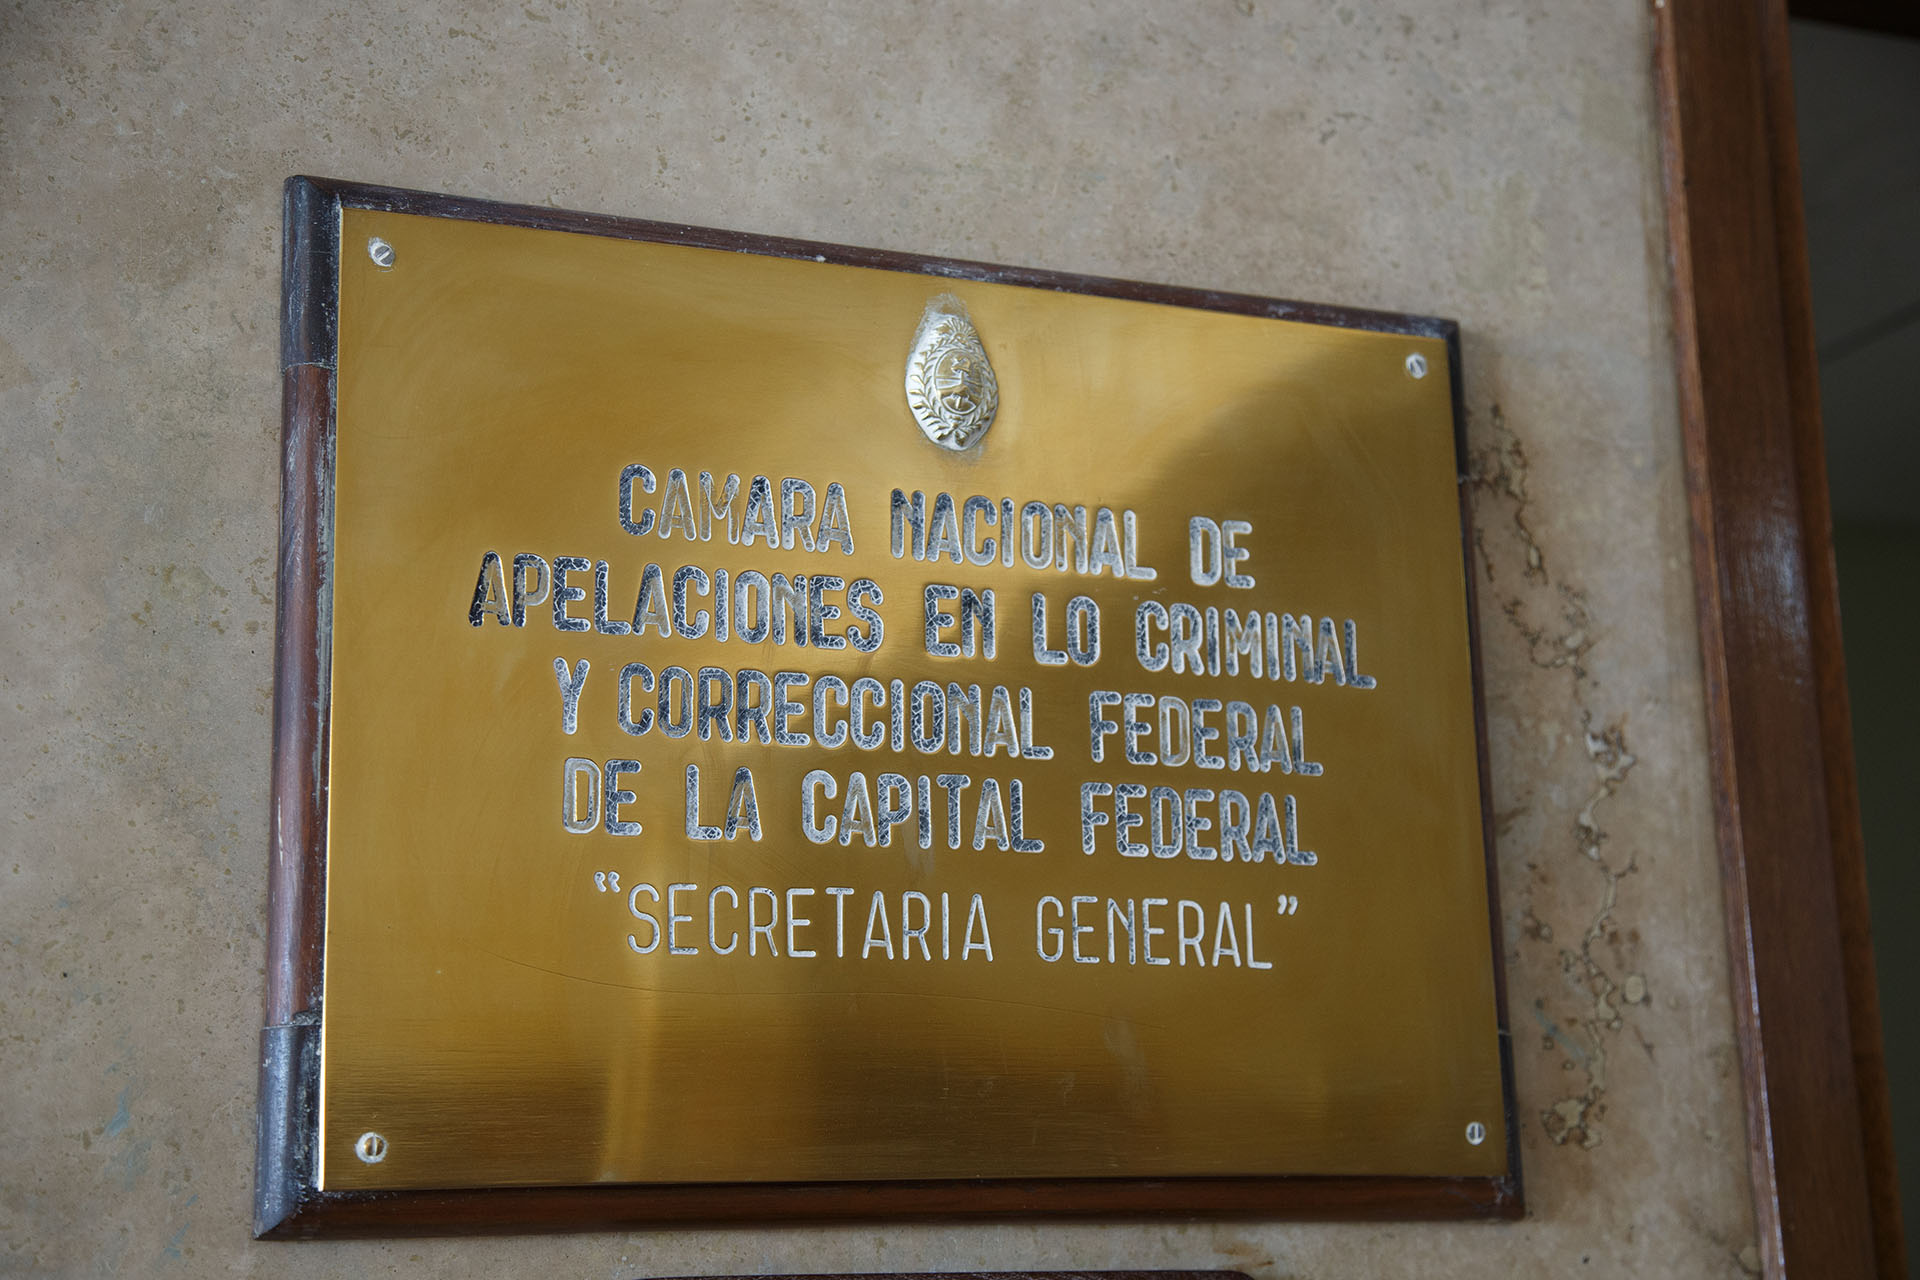 CAMARA NACIONAL DE
APELACIONES EN LO CRIMINAL
Y CORRECCIONAL FEDERAL
DE LA CAPITAL FEDERAL
“SECRETARIA GENERAL”